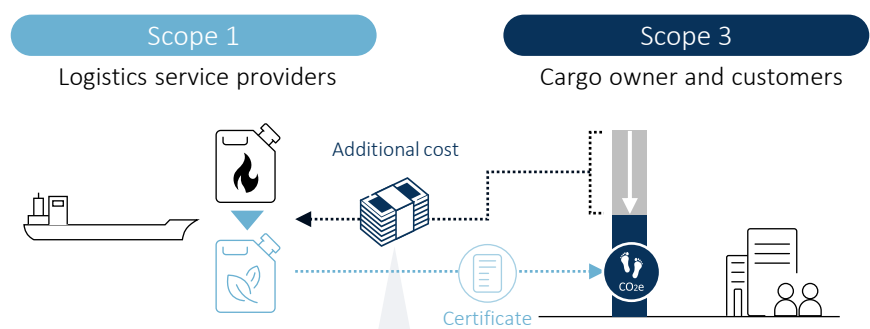 Scope 1
Scope 3
Logistics service providers
Cargo owner and customers
Additional cost
CO2e
Certificate